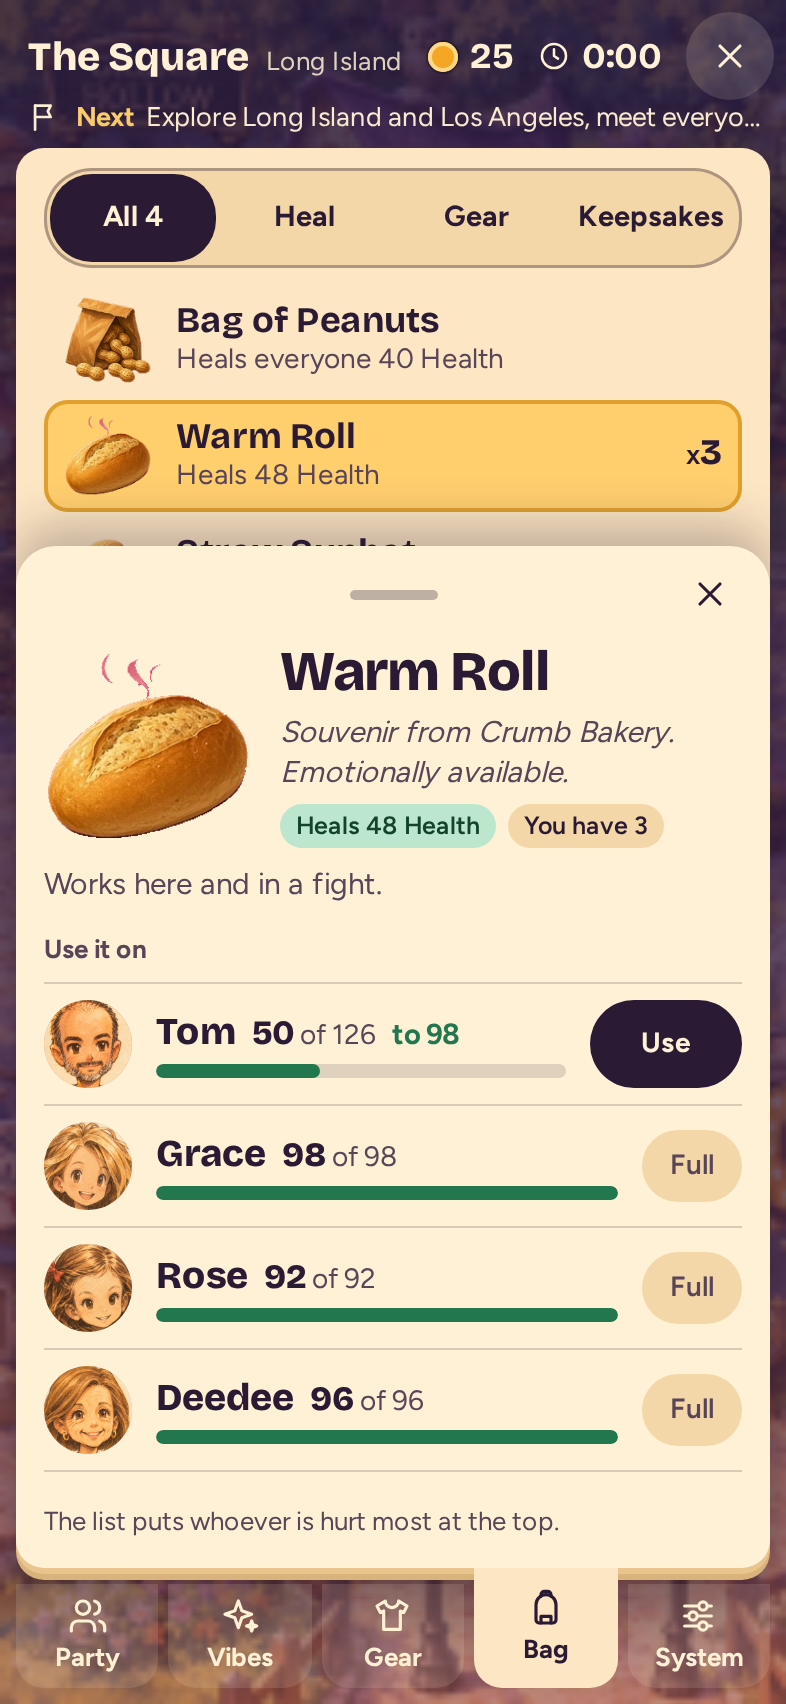 The Square Long Island 25 0:00
Next Explore Long Island and Los Angeles, meet everyo...
All 4 Heal Gear Keepsakes
Bag of Peanuts
Heals everyone 40 Health
Warm Roll
Heals 48 Health
x3
Warm Roll
Souvenir from Crumb Bakery.
Emotionally available.
Heals 48 Health You have 3
Works here and in a fight.
Use it on
Tom 50 of 126 to 98 Use
Grace 98 of 98 Full
Rose 92 of 92 Full
Deedee 96 of 96 Full
The list puts whoever is hurt most at the top.
Party Vibes Gear Bag System